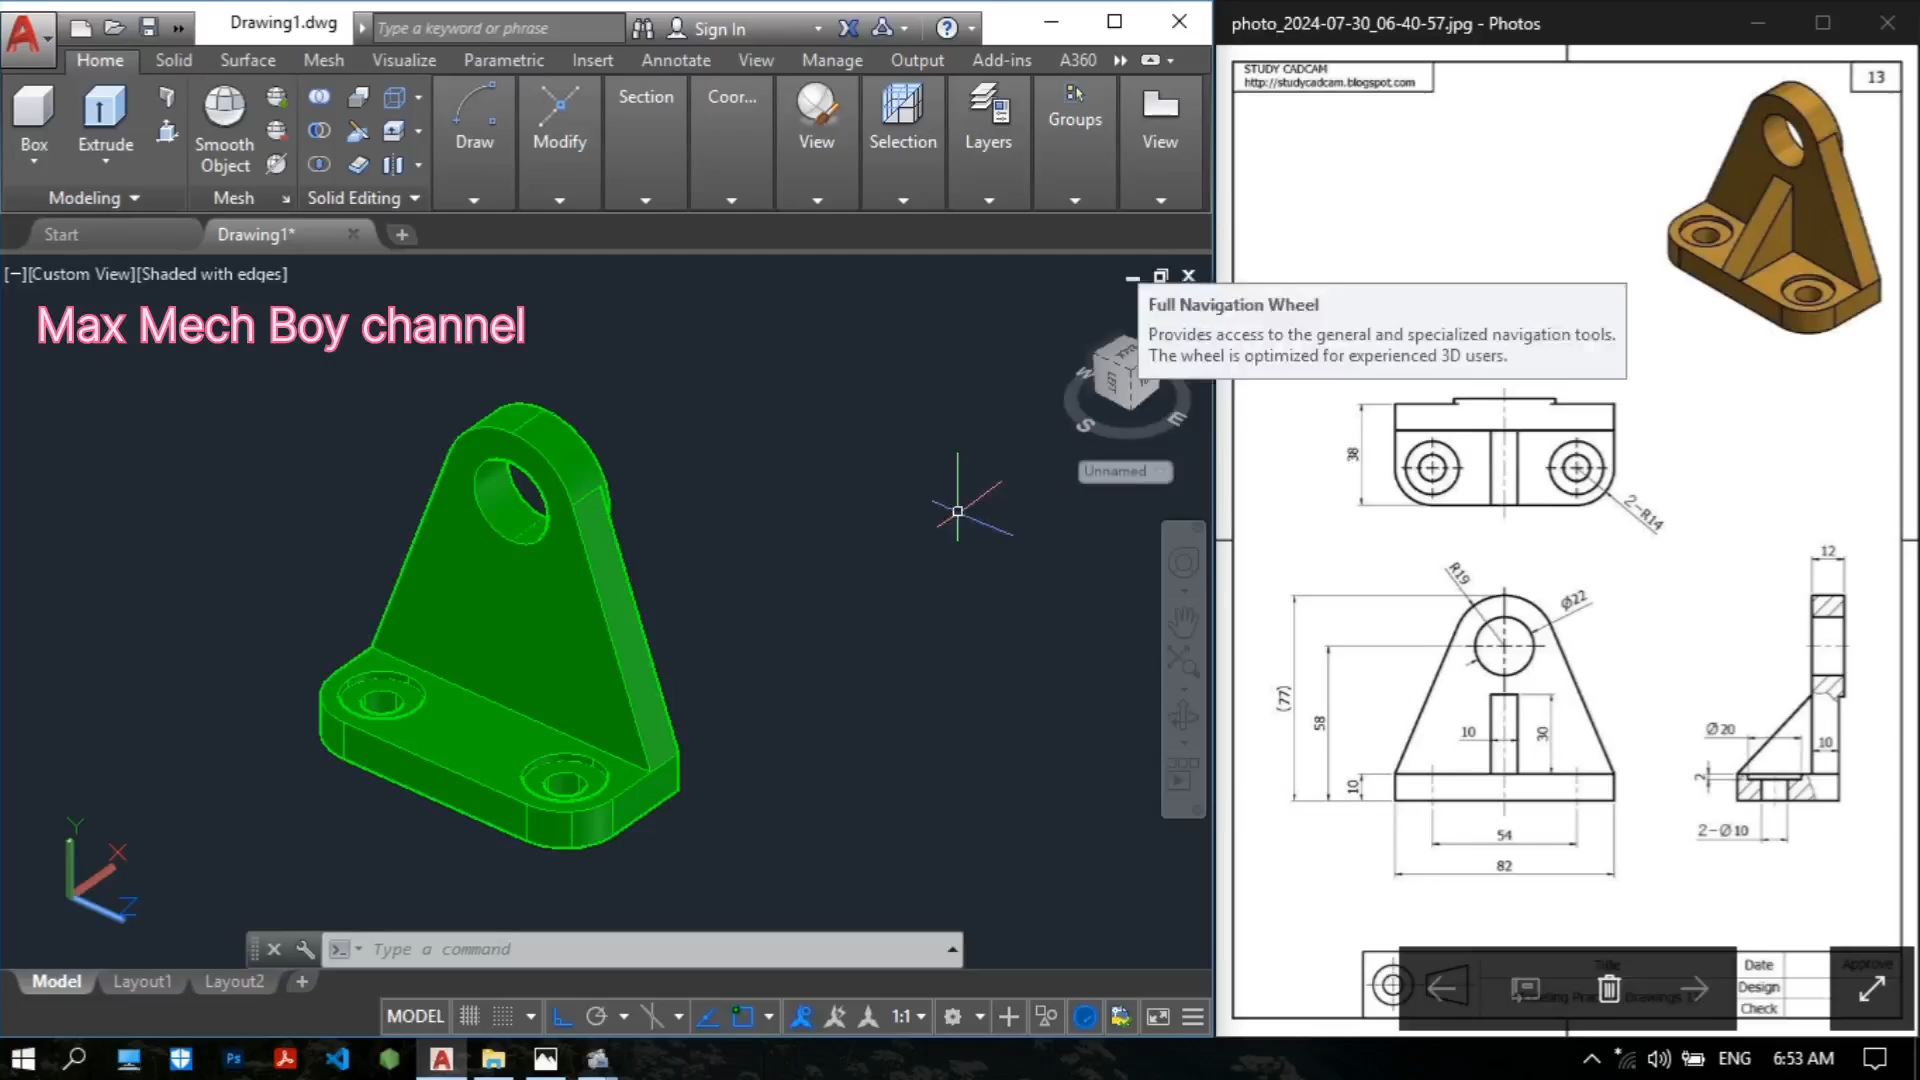 Drawing1.dwg
Type a keyword or phrase
Sign In
Home Solid Surface Mesh Visualize Parametric Insert Annotate View Manage Output Add-ins A360
Box
Extrude
Smooth
Object
Section
Coor...
Draw
Modify
View
Selection
Layers
Groups
View
Modeling
Mesh
Solid Editing
Start
Drawing1*
[−][Custom View][Shaded with edges]
Max Mech Boy channel
LEFT
W
S
E
Unnamed
Y
X
Z
Type a command
Model
Layout1
Layout2
MODEL
1:1
Full Navigation Wheel
Provides access to the general and specialized navigation tools.
The wheel is optimized for experienced 3D users.
photo_2024-07-30_06-40-57.jpg - Photos
STUDY CADCAM
http://studycadcam.blogspot.com
13
38
2-R14
R19
Ø22
12
(77)
58
10
10
30
54
82
Ø20
10
2
2-Ø10
Title
Date
Design
Check
Approve
Ps
ENG
6:53 AM